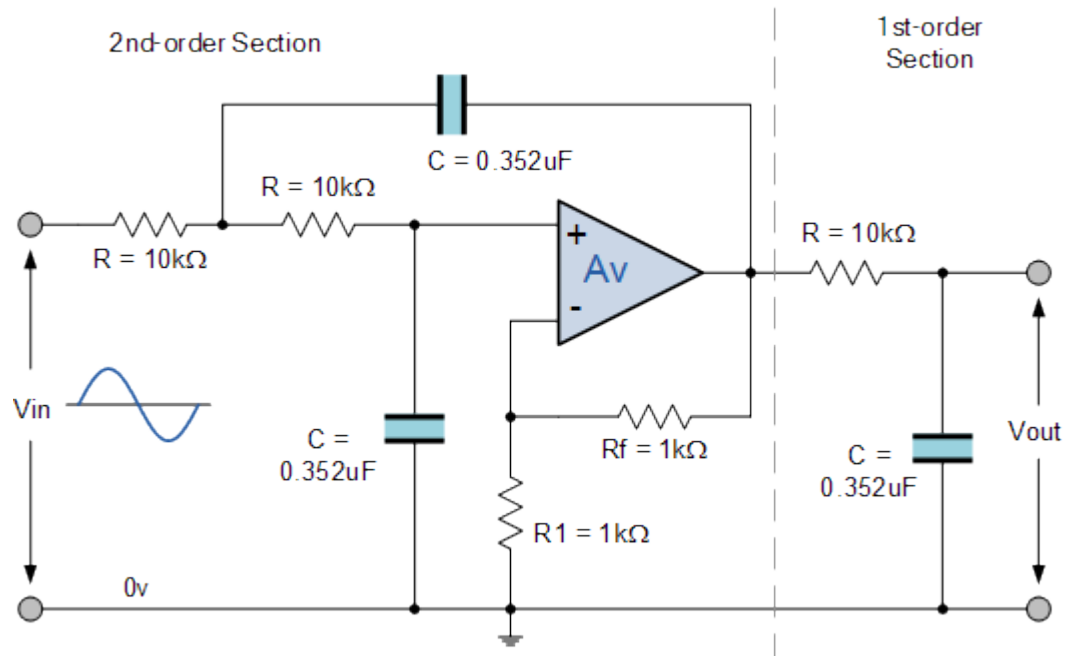 2nd-order Section
1st-order
Section
C = 0.352uF
R = 10kΩ
R = 10kΩ
R = 10kΩ
+
Av
-
Vin
C =
0.352uF
Rf = 1kΩ
R1 = 1kΩ
C =
0.352uF
Vout
0v